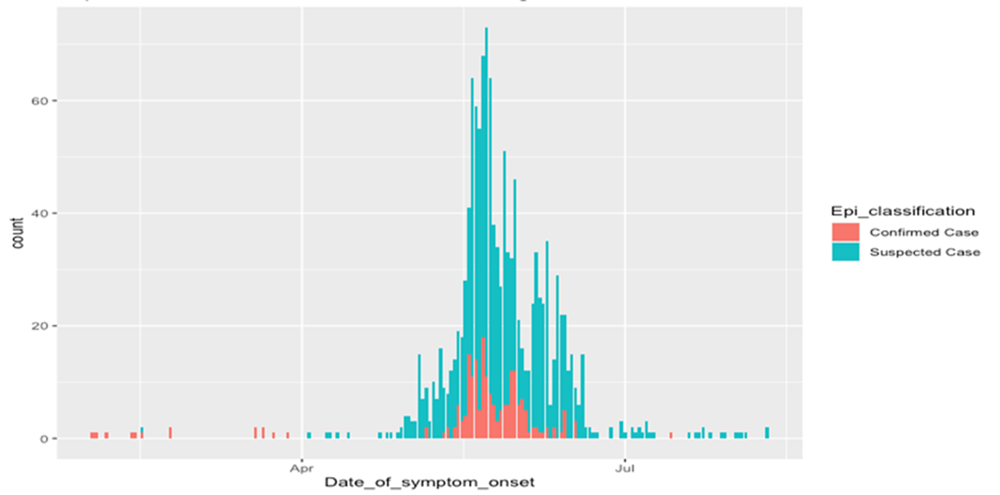 60
40
20
0
count
Apr
Jul
Date_of_symptom_onset
Epi_classification
Confirmed Case
Suspected Case